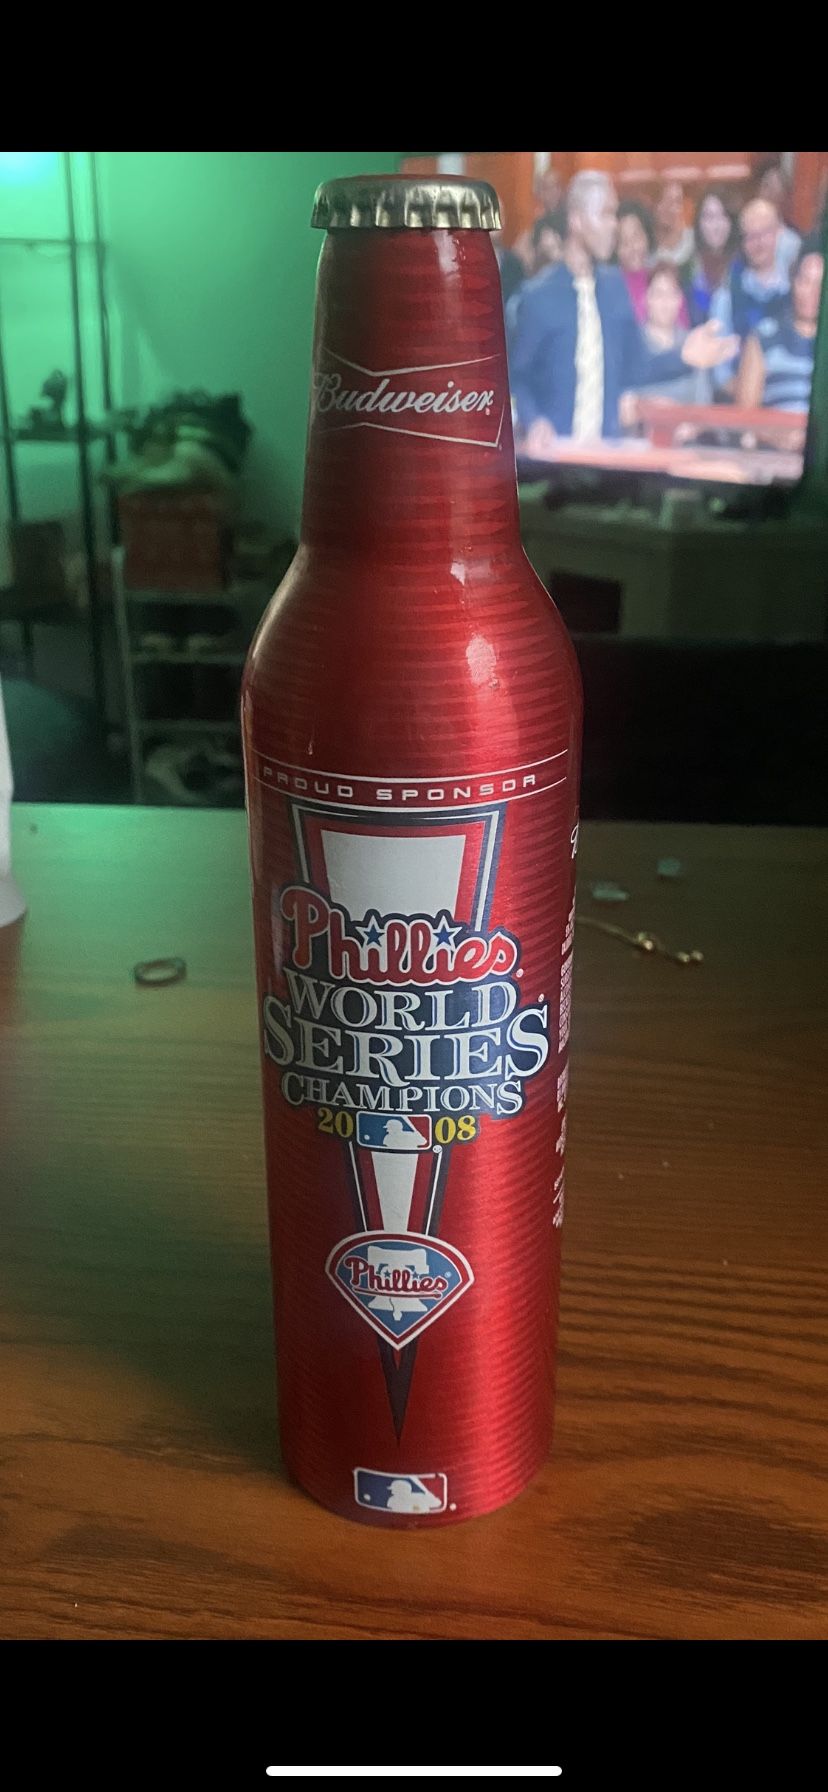 Budweiser
PROUD SPONSOR
Phillies
WORLD
SERIES
CHAMPIONS
20 08
Phillies